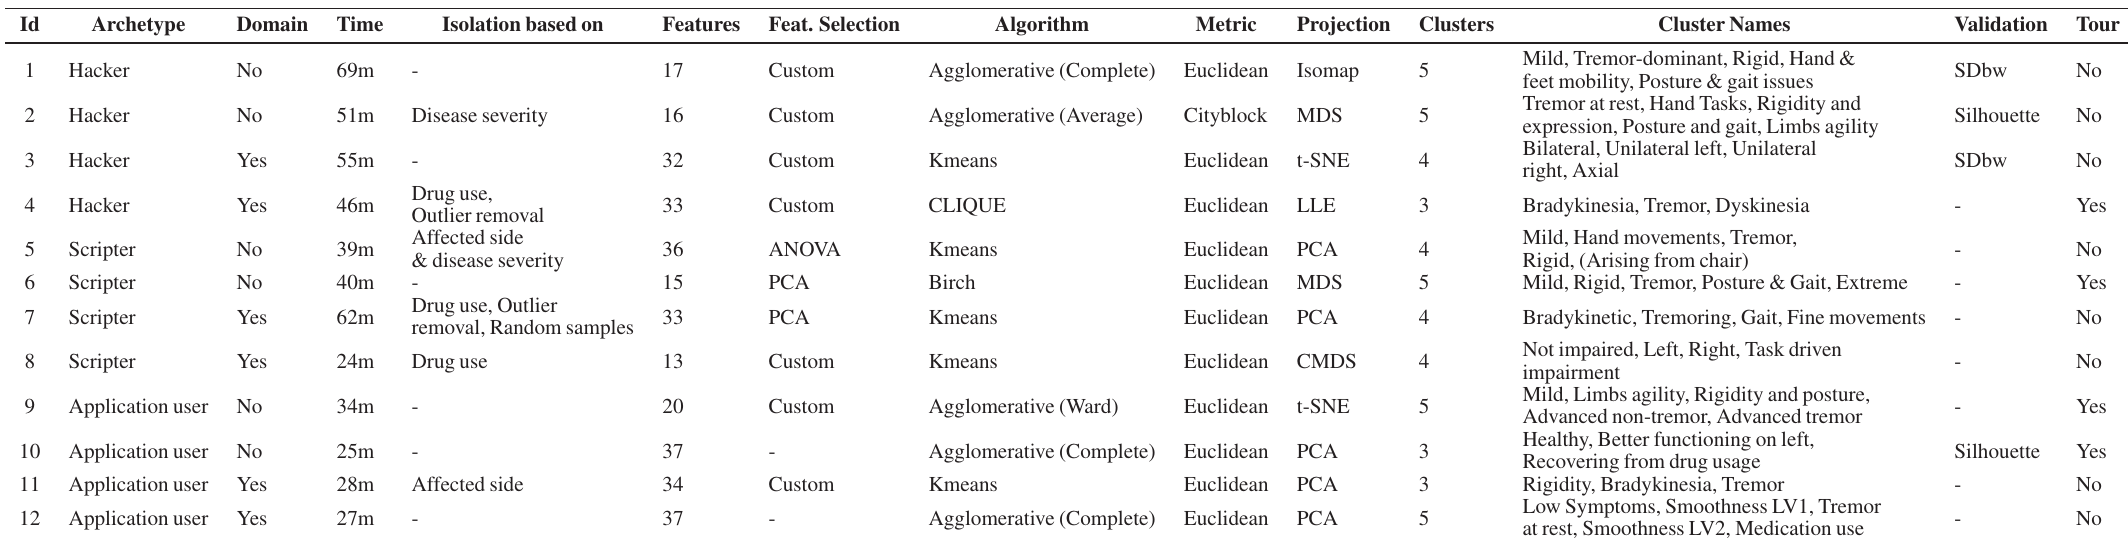 Id Archetype Domain Time Isolation based on Features Feat. Selection Algorithm Metric Projection Clusters Cluster Names Validation Tour
1 Hacker No 69m - 17 Custom Agglomerative (Complete) Euclidean Isomap 5 Mild, Tremor-dominant, Rigid, Hand & SDbw No
feet mobility, Posture & gait issues
2 Hacker No 51m Disease severity 16 Custom Agglomerative (Average) Cityblock MDS 5 Tremor at rest, Hand Tasks, Rigidity and Silhouette No
expression, Posture and gait, Limbs agility
3 Hacker Yes 55m - 32 Custom Kmeans Euclidean t-SNE 4 Bilateral, Unilateral left, Unilateral SDbw No
right, Axial
4 Hacker Yes 46m Drug use, 33 Custom CLIQUE Euclidean LLE 3 Bradykinesia, Tremor, Dyskinesia - Yes
Outlier removal
5 Scripter No 39m Affected side 36 ANOVA Kmeans Euclidean PCA 4 Mild, Hand movements, Tremor, - No
& disease severity Rigid, (Arising from chair)
6 Scripter No 40m - 15 PCA Birch Euclidean MDS 5 Mild, Rigid, Tremor, Posture & Gait, Extreme - Yes
7 Scripter Yes 62m Drug use, Outlier 33 PCA Kmeans Euclidean PCA 4 Bradykinetic, Tremoring, Gait, Fine movements - No
removal, Random samples
8 Scripter Yes 24m Drug use 13 Custom Kmeans Euclidean CMDS 4 Not impaired, Left, Right, Task driven - No
impairment
9 Application user No 34m - 20 Custom Agglomerative (Ward) Euclidean t-SNE 5 Mild, Limbs agility, Rigidity and posture, - Yes
Advanced non-tremor, Advanced tremor
10 Application user No 25m - 37 - Agglomerative (Complete) Euclidean PCA 3 Healthy, Better functioning on left, Silhouette Yes
Recovering from drug usage
11 Application user Yes 28m Affected side 34 Custom Kmeans Euclidean PCA 3 Rigidity, Bradykinesia, Tremor - No
12 Application user Yes 27m - 37 - Agglomerative (Complete) Euclidean PCA 5 Low Symptoms, Smoothness LV1, Tremor - No
at rest, Smoothness LV2, Medication use